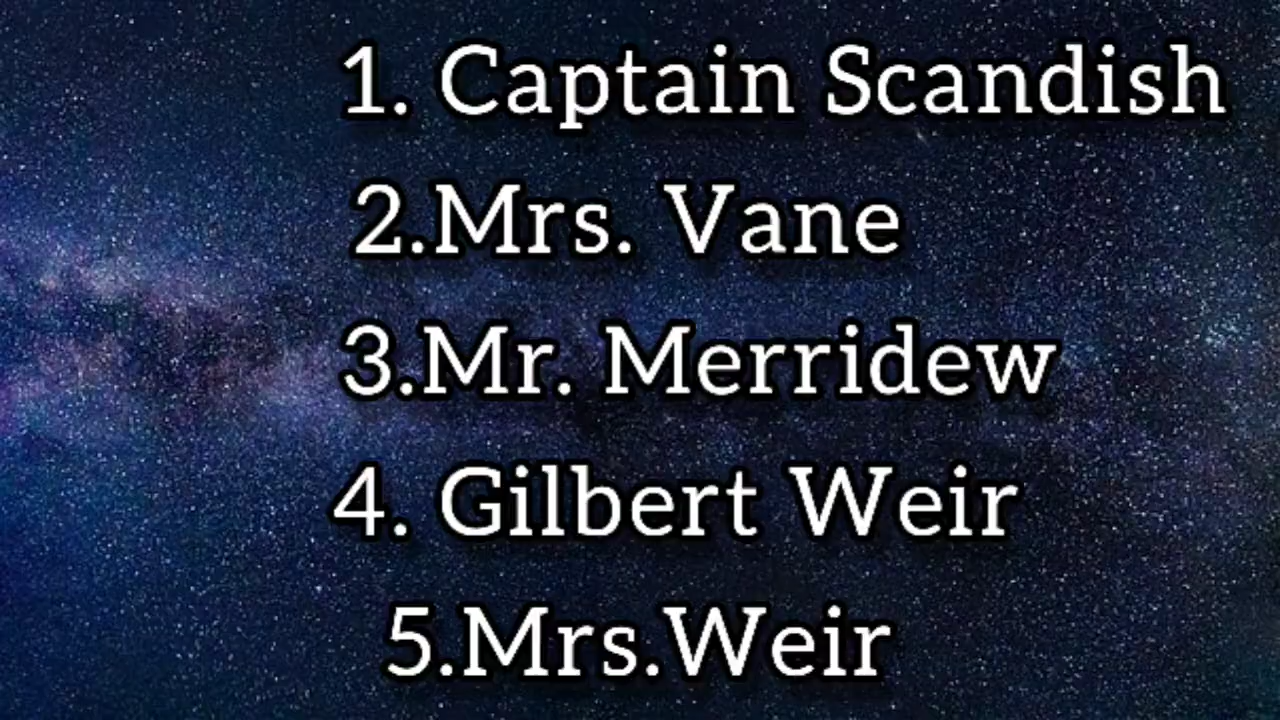 1. Captain Scandish
2.Mrs. Vane
3.Mr. Merridew
4. Gilbert Weir
5.Mrs.Weir